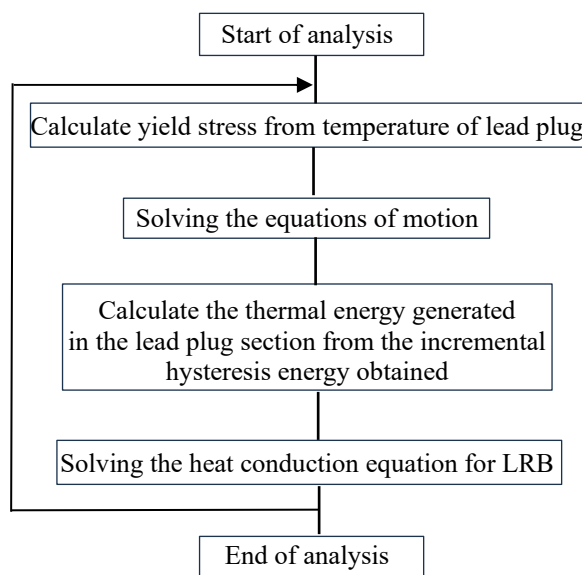 Start of analysis
Calculate yield stress from temperature of lead plug
Solving the equations of motion
Calculate the thermal energy generated
in the lead plug section from the incremental
hysteresis energy obtained
Solving the heat conduction equation for LRB
End of analysis